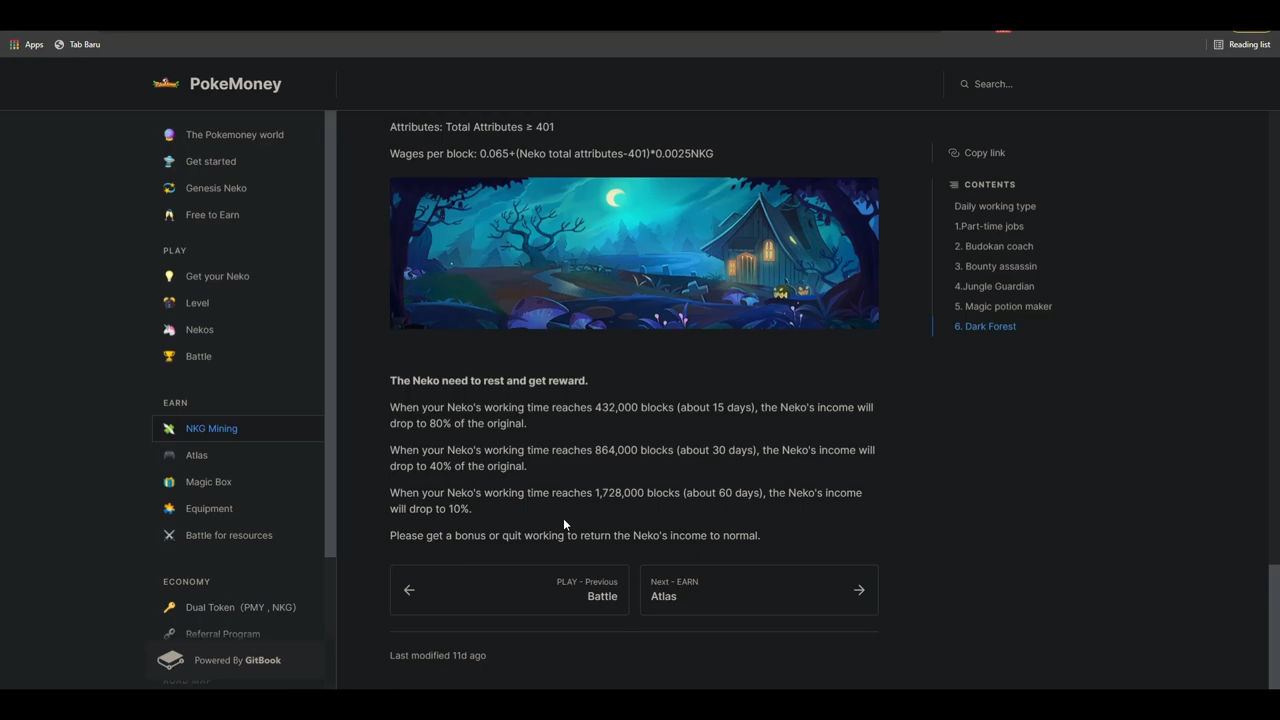 Apps
Tab Baru
Reading list
PokeMoney
Search...
The Pokemoney world
Get started
Genesis Neko
Free to Earn
PLAY
Get your Neko
Level
Nekos
Battle
EARN
NKG Mining
Atlas
Magic Box
Equipment
Battle for resources
ECONOMY
Dual Token（PMY , NKG）
Referral Program
Powered By GitBook
Attributes: Total Attributes ≥ 401
Wages per block: 0.065+(Neko total attributes-401)*0.0025NKG
The Neko need to rest and get reward.
When your Neko's working time reaches 432,000 blocks (about 15 days), the Neko's income will
drop to 80% of the original.
When your Neko's working time reaches 864,000 blocks (about 30 days), the Neko's income will
drop to 40% of the original.
When your Neko's working time reaches 1,728,000 blocks (about 60 days), the Neko's income
will drop to 10%.
Please get a bonus or quit working to return the Neko's income to normal.
PLAY - Previous
Battle
Next - EARN
Atlas
Last modified 11d ago
Copy link
CONTENTS
Daily working type
1.Part-time jobs
2. Budokan coach
3. Bounty assassin
4.Jungle Guardian
5. Magic potion maker
6. Dark Forest